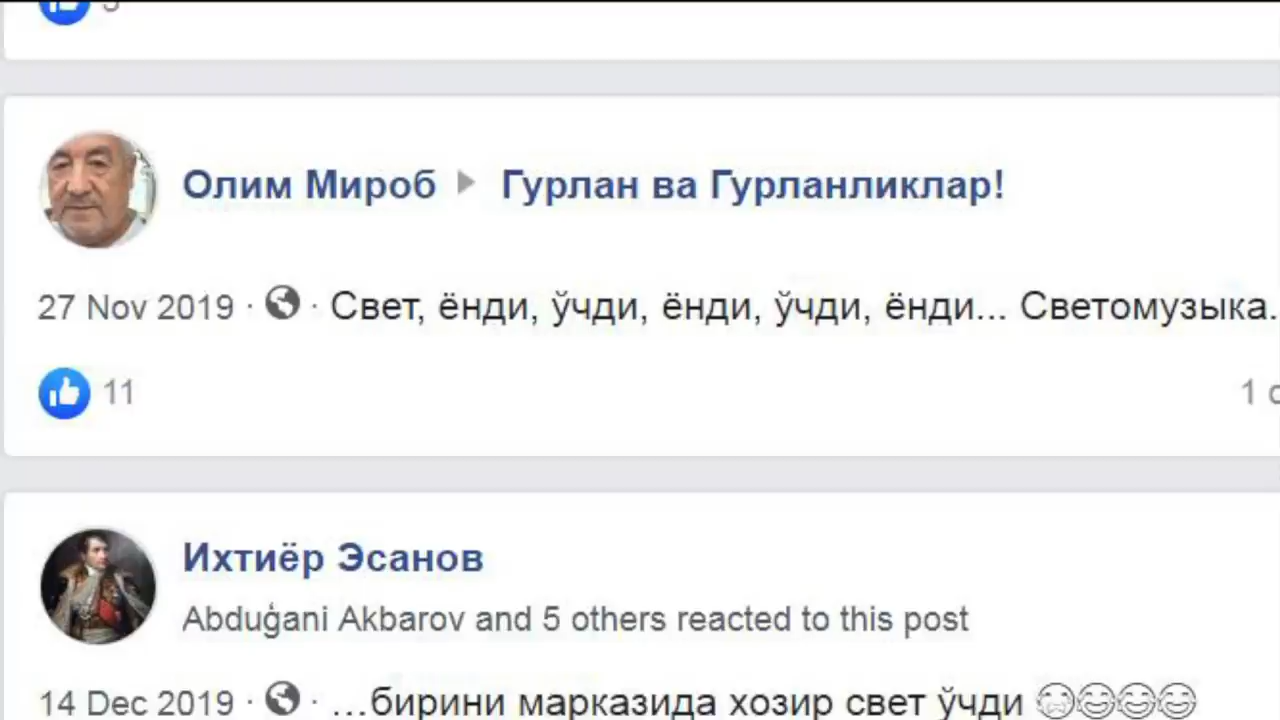 Олим Мироб ▸ Гурлан ва Гурланликлар!
27 Nov 2019 · Свет, ёнди, ўчди, ёнди, ўчди, ёнди... Светомузыка.
11
1
Ихтиёр Эсанов
Abduģani Akbarov and 5 others reacted to this post
14 Dec 2019 · ...бирини марказида хозир свет ўчди 😂😂😂😂